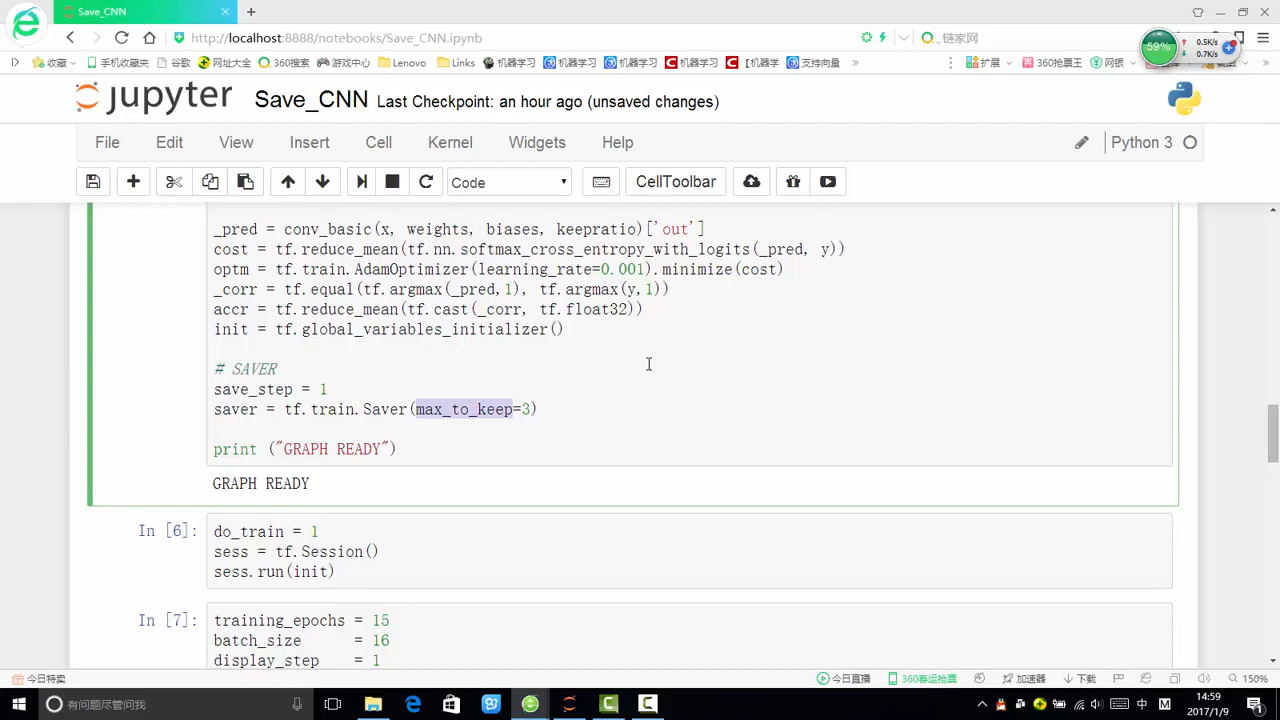 Save_CNN
http://localhost:8888/notebooks/Save_CNN.ipynb
链家网
59%
0.5K/s
0.7K/s
收藏 手机收藏夹 谷歌 网址大全 360搜索 游戏中心 Lenovo Links 机器学习 机器学习 机器学习 机器学习 【机器学 支持向量 » 扩展 360抢票王 网银
jupyter Save_CNN Last Checkpoint: an hour ago (unsaved changes)
File Edit View Insert Cell Kernel Widgets Help Python 3
Code CellToolbar
_pred = conv_basic(x, weights, biases, keepratio)['out']
cost = tf.reduce_mean(tf.nn.softmax_cross_entropy_with_logits(_pred, y))
optm = tf.train.AdamOptimizer(learning_rate=0.001).minimize(cost)
_corr = tf.equal(tf.argmax(_pred,1), tf.argmax(y,1))
accr = tf.reduce_mean(tf.cast(_corr, tf.float32))
init = tf.global_variables_initializer()
# SAVER
save_step = 1
saver = tf.train.Saver(max_to_keep=3)
print ("GRAPH READY")
GRAPH READY
In [6]: do_train = 1
sess = tf.Session()
sess.run(init)
In [7]: training_epochs = 15
batch_size = 16
display_step = 1
今日特卖 今日直播 360春运抢票 加速器 下载 150%
有问题尽管问我 中 M 14:59
2017/1/9